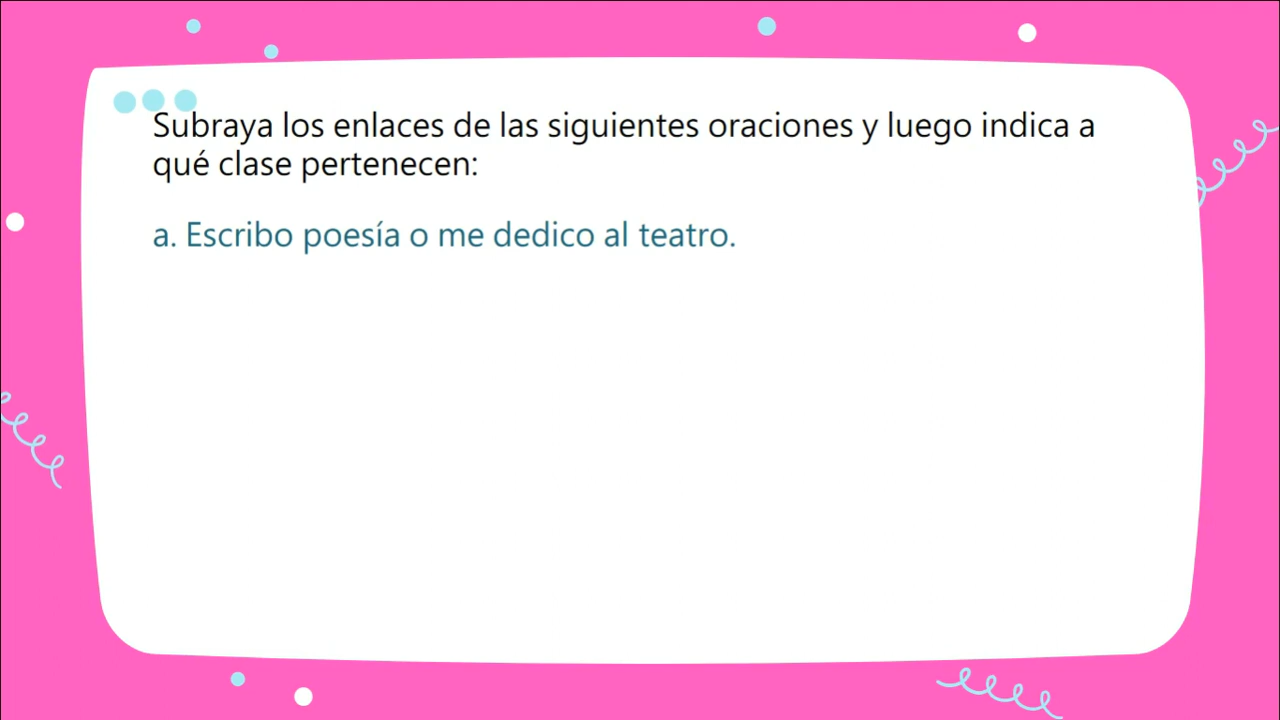 Subraya los enlaces de las siguientes oraciones y luego indica a
qué clase pertenecen:
a. Escribo poesía o me dedico al teatro.